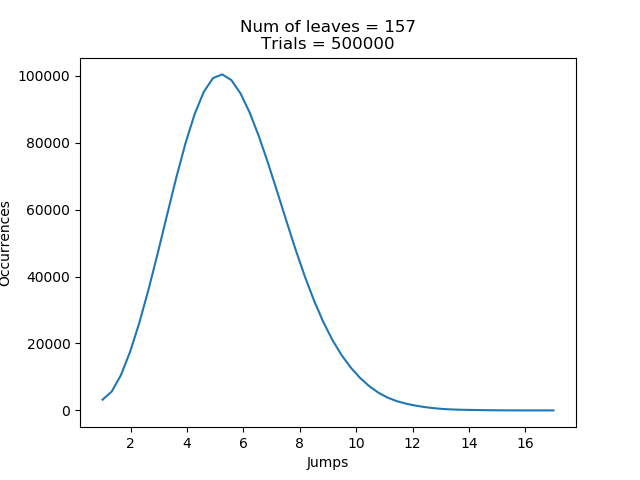 Num of leaves = 157
Trials = 500000
100000
80000
60000
40000
20000
0
Occurrences
2 4 6 8 10 12 14 16
Jumps